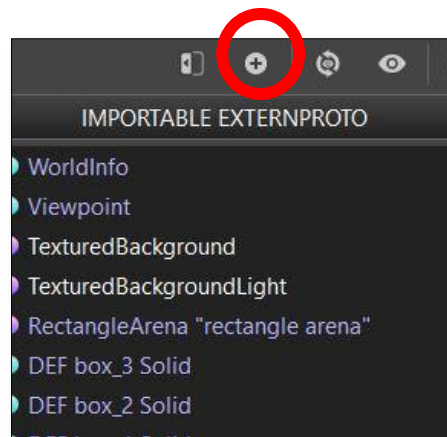 IMPORTABLE EXTERNPROTO
WorldInfo
Viewpoint
TexturedBackground
TexturedBackgroundLight
RectangleArena "rectangle arena"
DEF box_3 Solid
DEF box_2 Solid